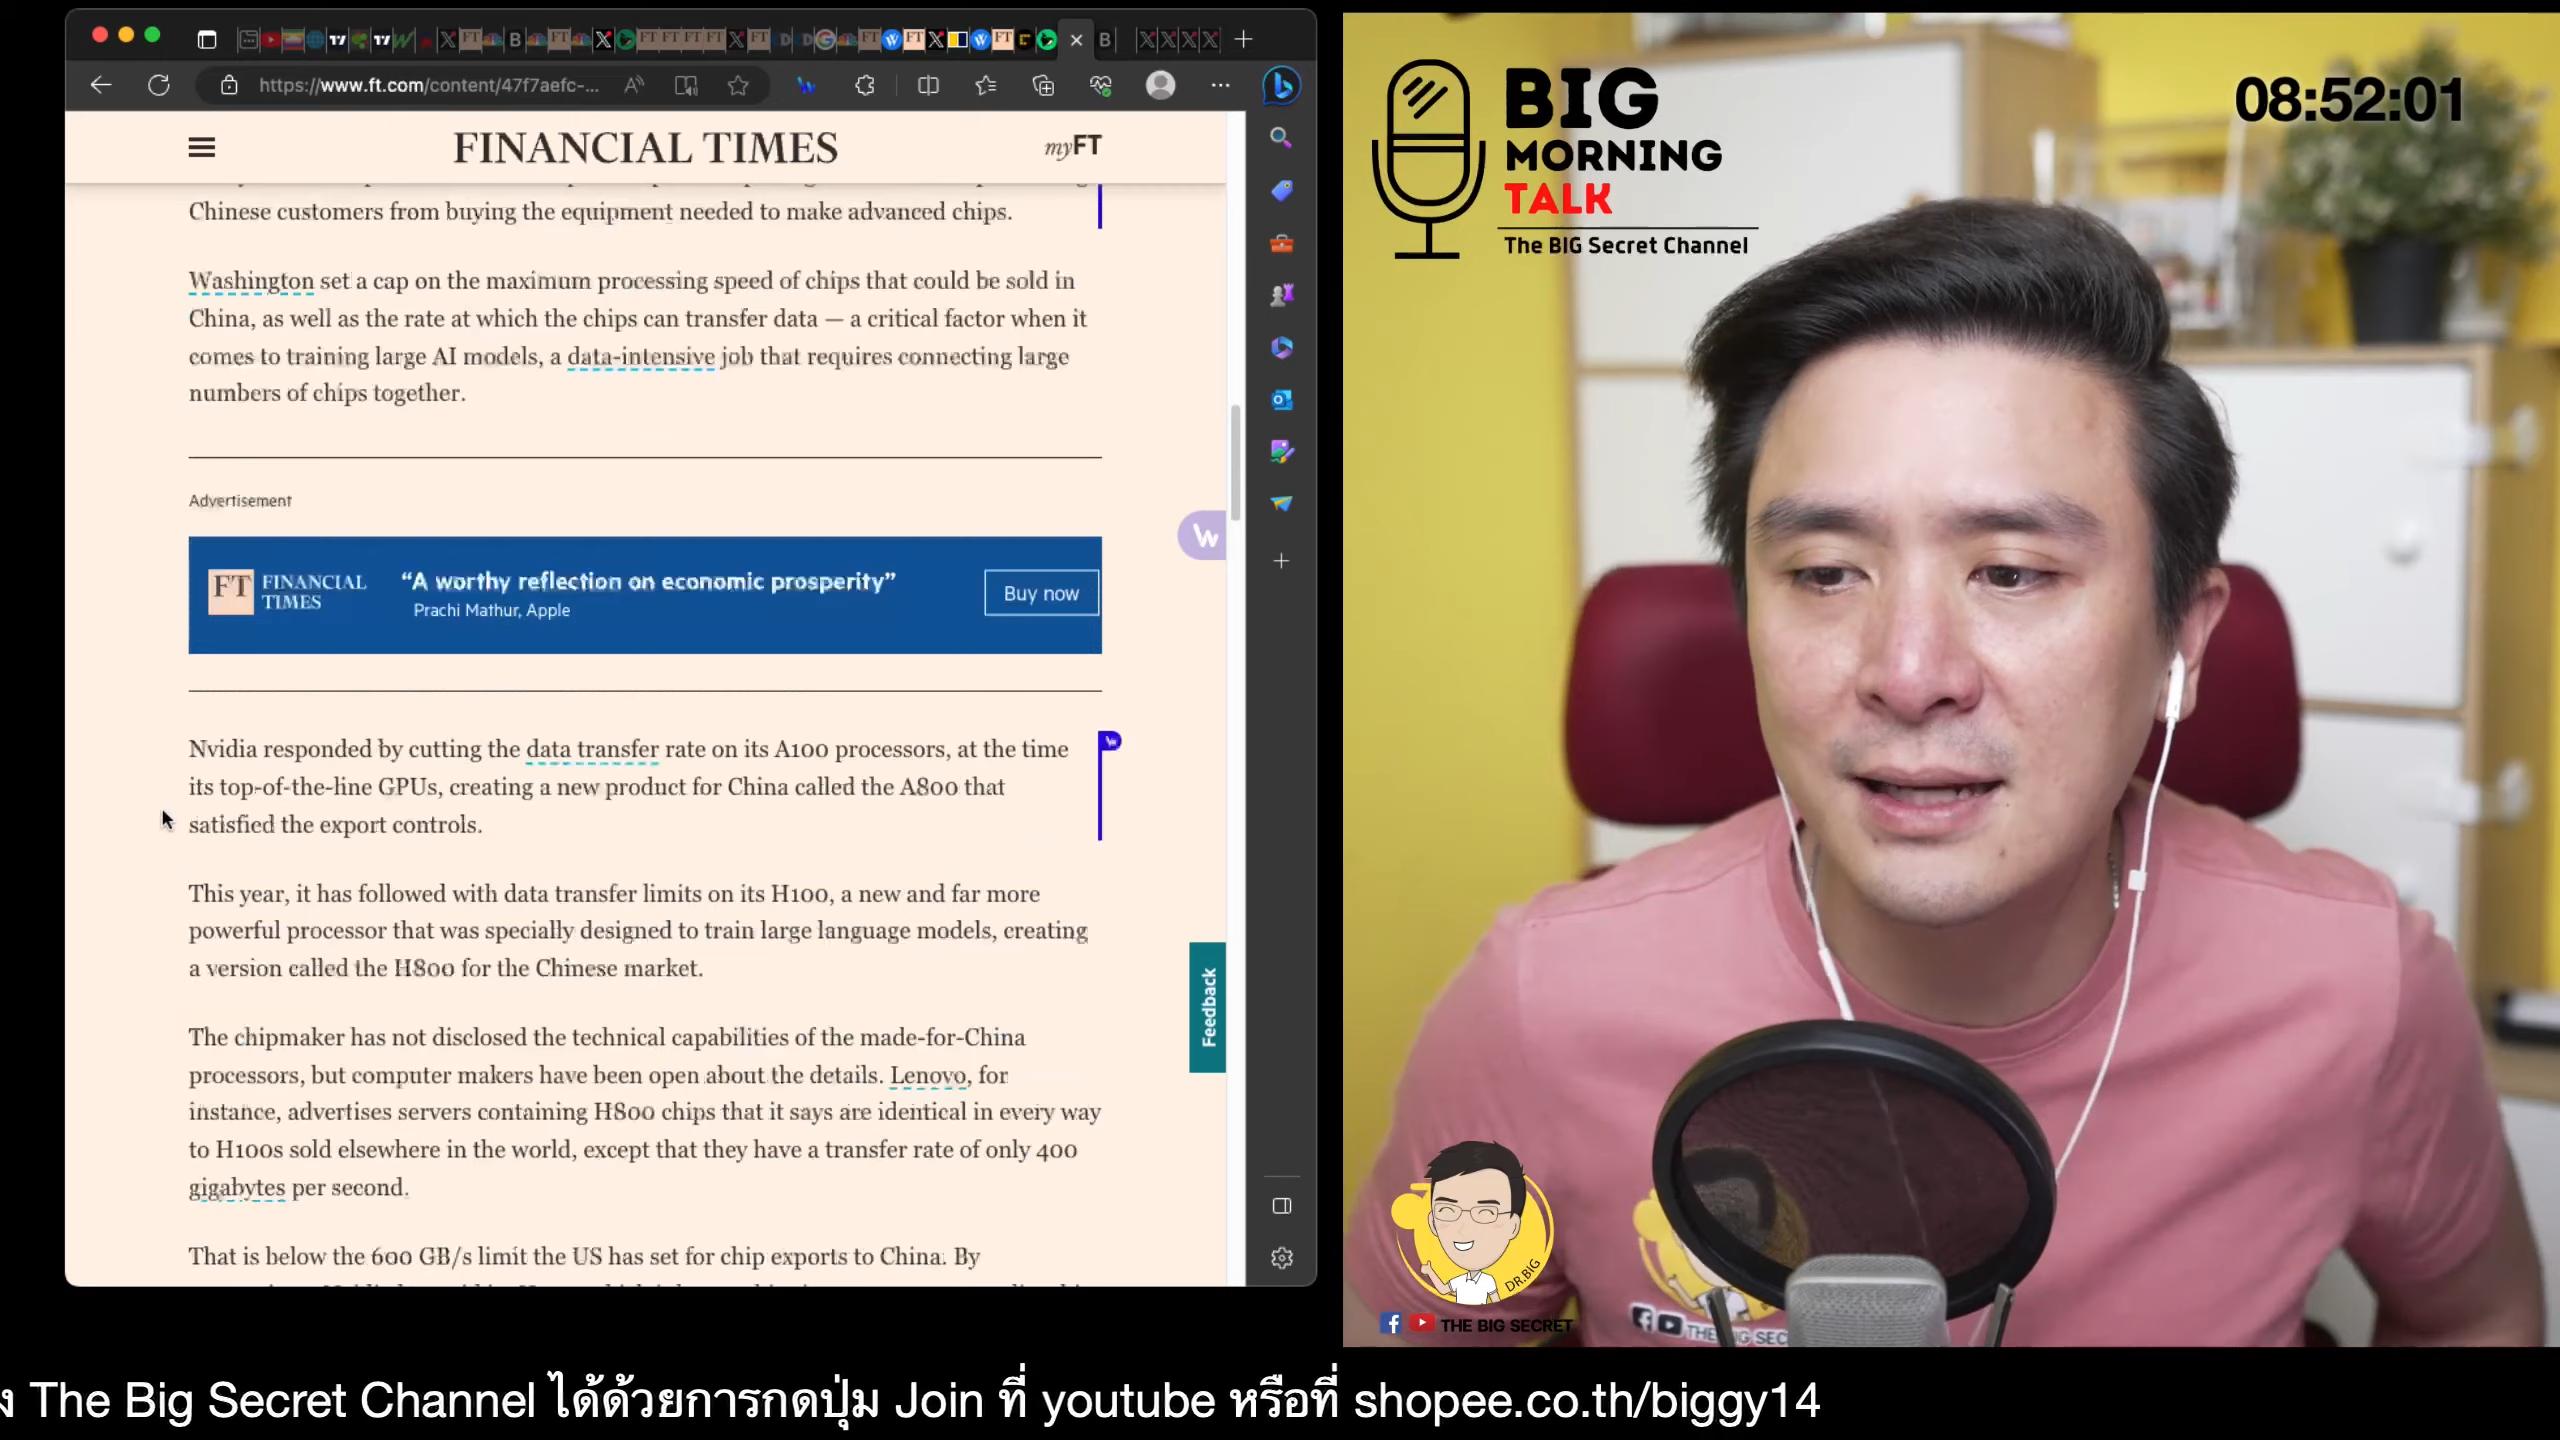 https://www.ft.com/content/47f7aefc-...
FINANCIAL TIMES
myFT
Chinese customers from buying the equipment needed to make advanced chips.
Washington set a cap on the maximum processing speed of chips that could be sold in
China, as well as the rate at which the chips can transfer data — a critical factor when it
comes to training large AI models, a data-intensive job that requires connecting large
numbers of chips together.
Advertisement
FT FINANCIAL
TIMES
“A worthy reflection on economic prosperity”
Prachi Mathur, Apple
Buy now
Nvidia responded by cutting the data transfer rate on its A100 processors, at the time
its top-of-the-line GPUs, creating a new product for China called the A800 that
satisfied the export controls.
This year, it has followed with data transfer limits on its H100, a new and far more
powerful processor that was specially designed to train large language models, creating
a version called the H800 for the Chinese market.
The chipmaker has not disclosed the technical capabilities of the made-for-China
processors, but computer makers have been open about the details. Lenovo, for
instance, advertises servers containing H800 chips that it says are identical in every way
to H100s sold elsewhere in the world, except that they have a transfer rate of only 400
gigabytes per second.
That is below the 600 GB/s limit the US has set for chip exports to China. By
Feedback
BIG
MORNING
TALK
The BIG Secret Channel
08:52:01
DR.BIG
THE BIG SECRET
The Big Secret Channel ได้ด้วยการกดปุ่ม Join ที่ youtube หรือที่ shopee.co.th/biggy14